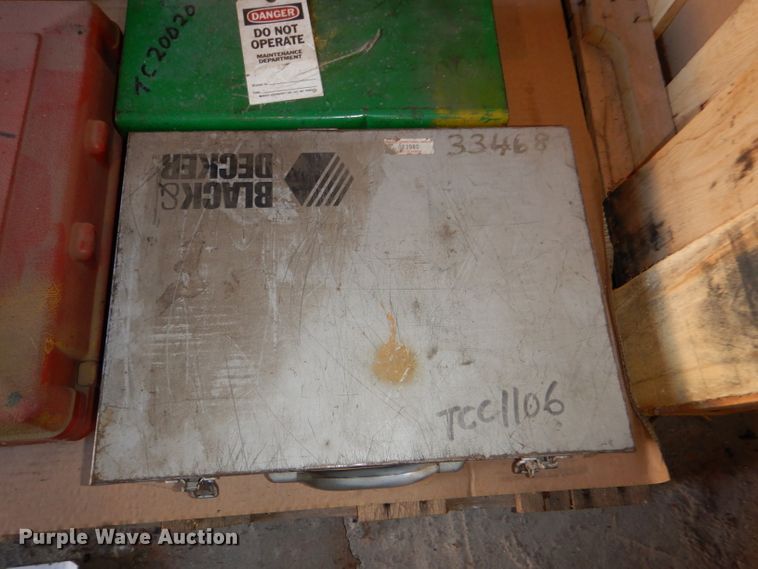 DANGER
DO NOT
OPERATE
MAINTENANCE
DEPARTMENT
TC20020
33468
BLACK&
DECKER
TCC1106
Purple Wave Auction